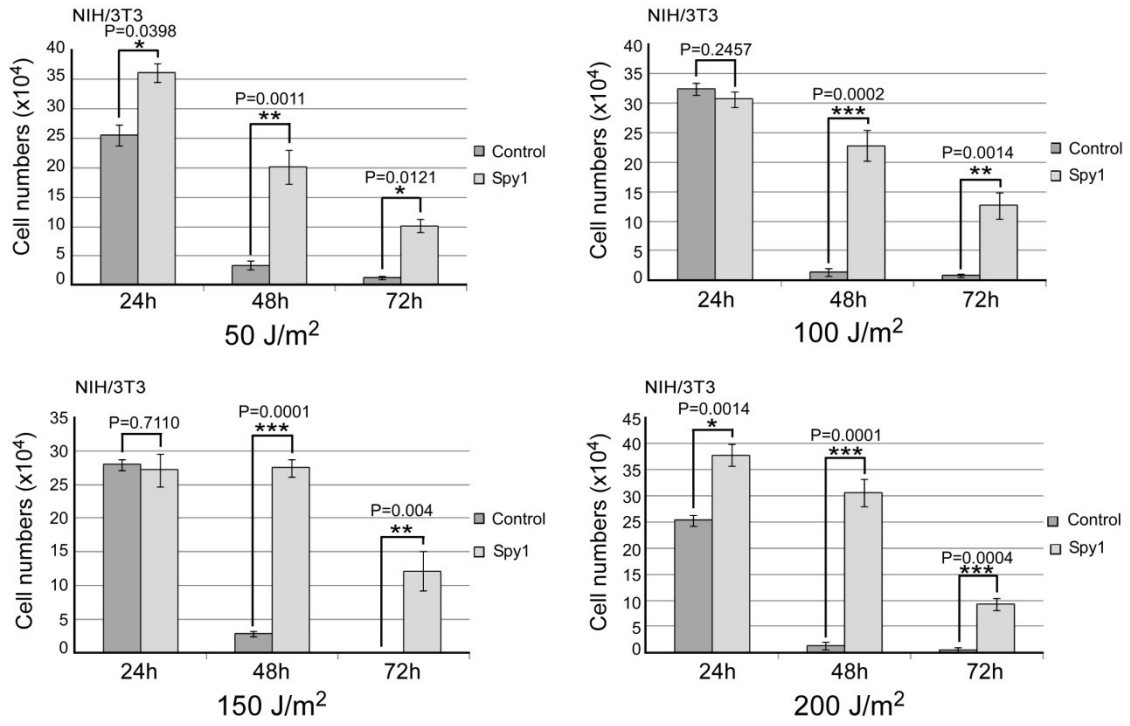 NIH/3T3
P=0.0398
*
P=0.0011
**
P=0.0121
*
Cell numbers (x10⁴)
40
35
30
25
20
15
10
5
0
24h 48h 72h
50 J/m²
Control
Spy1
NIH/3T3
P=0.2457
P=0.0002
***
P=0.0014
**
Cell numbers (x10⁴)
40
35
30
25
20
15
10
5
0
24h 48h 72h
100 J/m²
Control
Spy1
NIH/3T3
P=0.7110
P=0.0001
***
P=0.004
**
Cell numbers (x10⁴)
35
30
25
20
15
10
5
0
24h 48h 72h
150 J/m²
Control
Spy1
NIH/3T3
P=0.0014
*
P=0.0001
***
P=0.0004
***
Cell numbers (x10⁴)
45
40
35
30
25
20
15
10
5
0
24h 48h 72h
200 J/m²
Control
Spy1